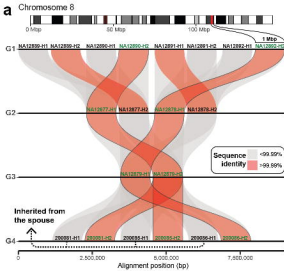 a Chromosome 8
0 Mbp 50 Mbp 100 Mbp
1 Mbp
G1 NA12889-H1 NA12889-H2 NA12890-H1 NA12890-H2 NA12891-H1 NA12891-H2 NA12892-H1 NA12892-H2
G2 NA12877-H1 NA12877-H2 NA12878-H1 NA12878-H2
Sequence identity
<99.99%
>99.99%
G3
Inherited from
the spouse
G4 200081-H1
0 2,500,000 5,000,000 7,500,000
Alignment position (bp)